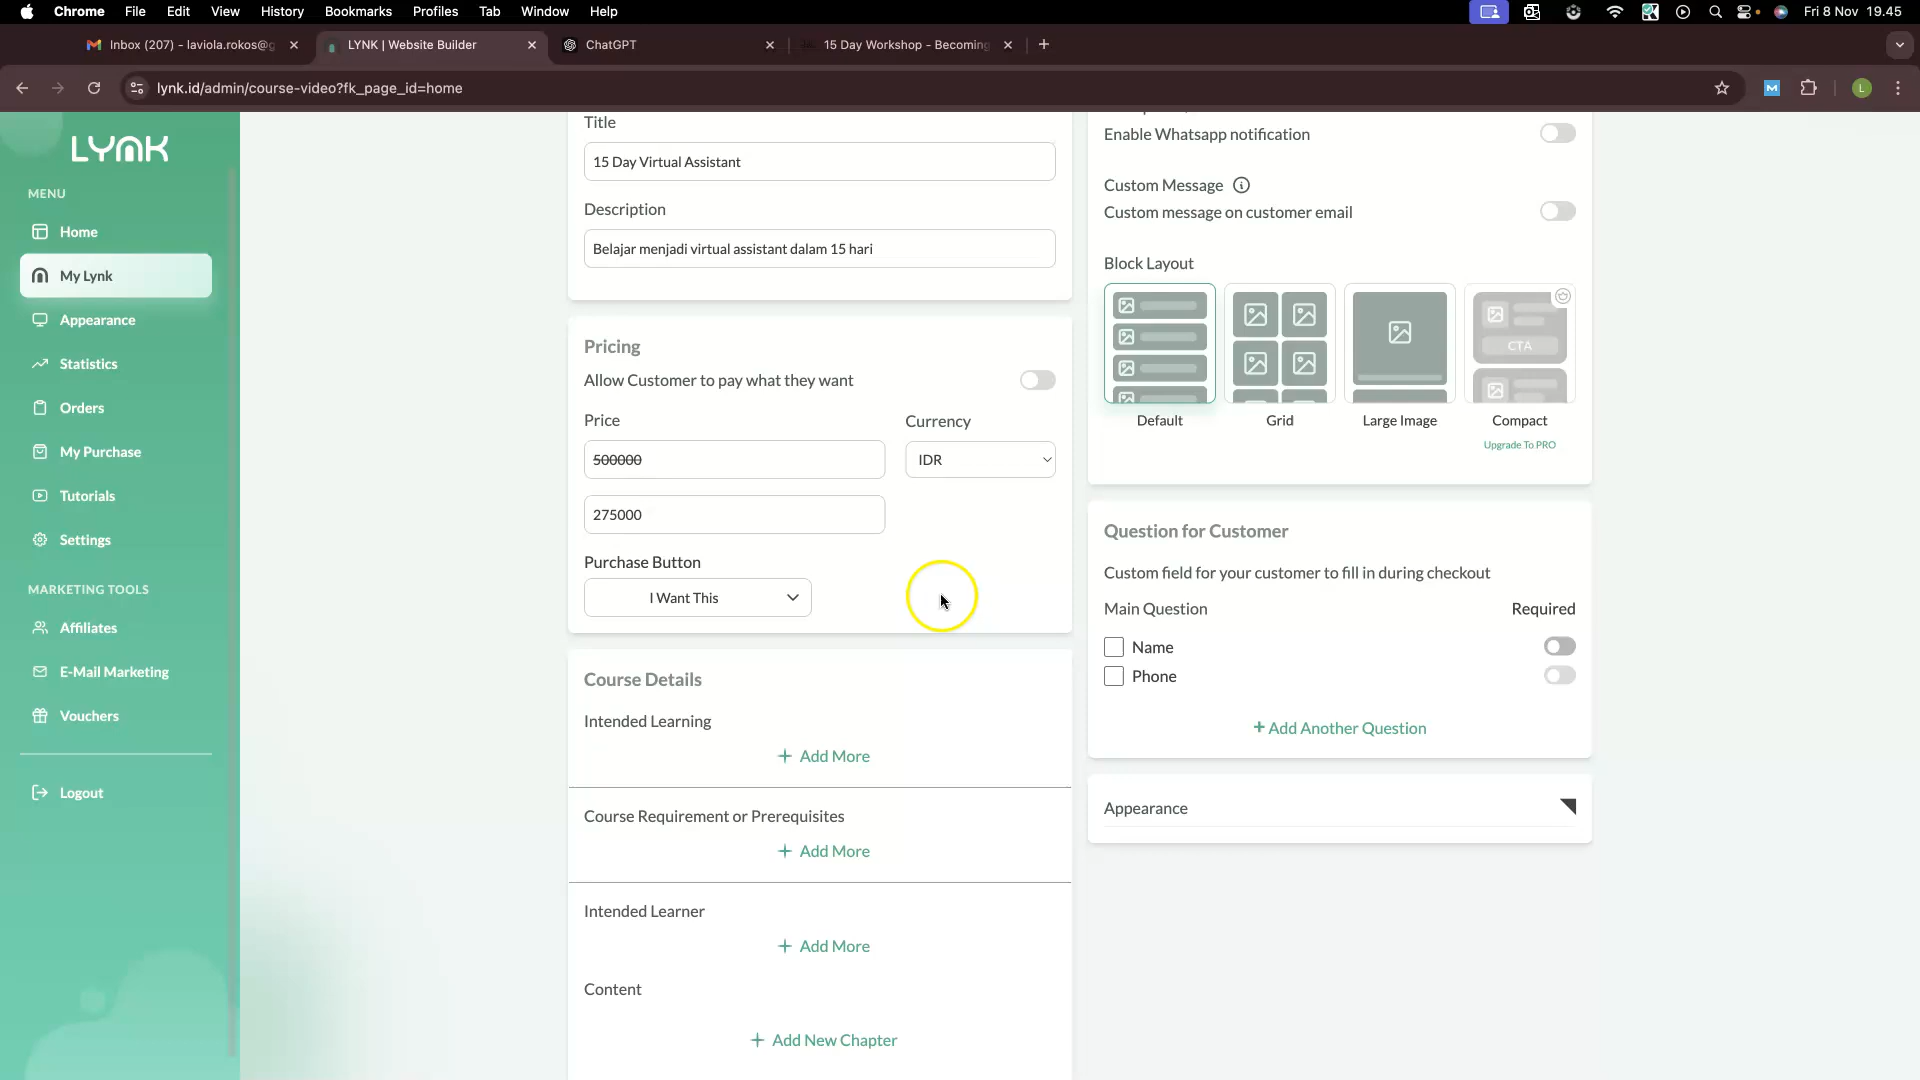 Chrome File Edit View History Bookmarks Profiles Tab Window Help
Fri 8 Nov 19.45
Inbox (207) - laviola.rokos@g
LYNK | Website Builder
ChatGPT
15 Day Workshop - Becoming
lynk.id/admin/course-video?fk_page_id=home
L
LYNK
MENU
Home
My Lynk
Appearance
Statistics
Orders
My Purchase
Tutorials
Settings
MARKETING TOOLS
Affiliates
E-Mail Marketing
Vouchers
Logout
Title
15 Day Virtual Assistant
Description
Belajar menjadi virtual assistant dalam 15 hari
Pricing
Allow Customer to pay what they want
Price
Currency
500000
IDR
275000
Purchase Button
I Want This
Course Details
Intended Learning
+ Add More
Course Requirement or Prerequisites
+ Add More
Intended Learner
+ Add More
Content
+ Add New Chapter
Enable Whatsapp notification
Custom Message
Custom message on customer email
Block Layout
CTA
Default
Grid
Large Image
Compact
Upgrade To PRO
Question for Customer
Custom field for your customer to fill in during checkout
Main Question
Required
Name
Phone
+ Add Another Question
Appearance